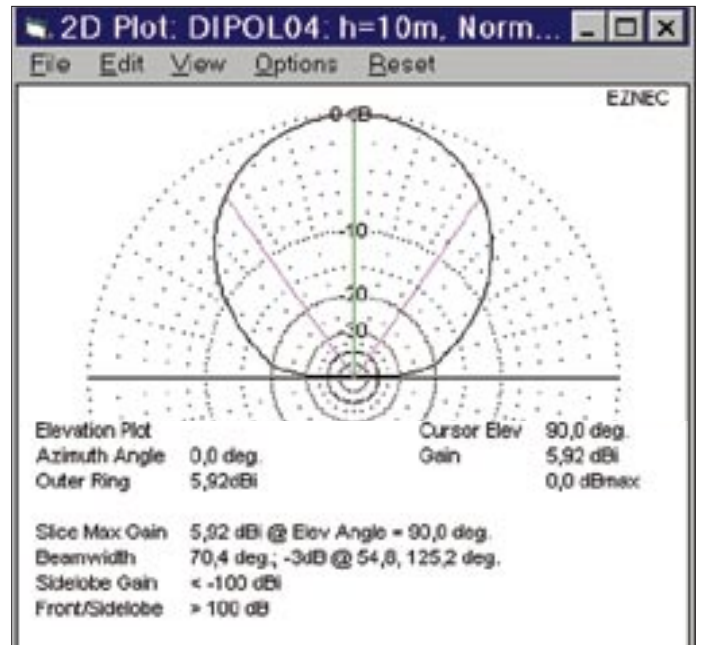 2D Plot: DIPOL04: h=10m, Norm...
File Edit View Options Reset
EZNEC
0 dB
-10
-20
-30
Elevation Plot
Azimuth Angle 0,0 deg.
Outer Ring 5,92dBi
Cursor Elev 90,0 deg.
Gain 5,92 dBi
0,0 dBmax
Slice Max Gain 5,92 dBi @ Elev Angle = 90,0 deg.
Beamwidth 70,4 deg.; -3dB @ 54,8, 125,2 deg.
Sidelobe Gain < -100 dBi
Front/Sidelobe > 100 dB